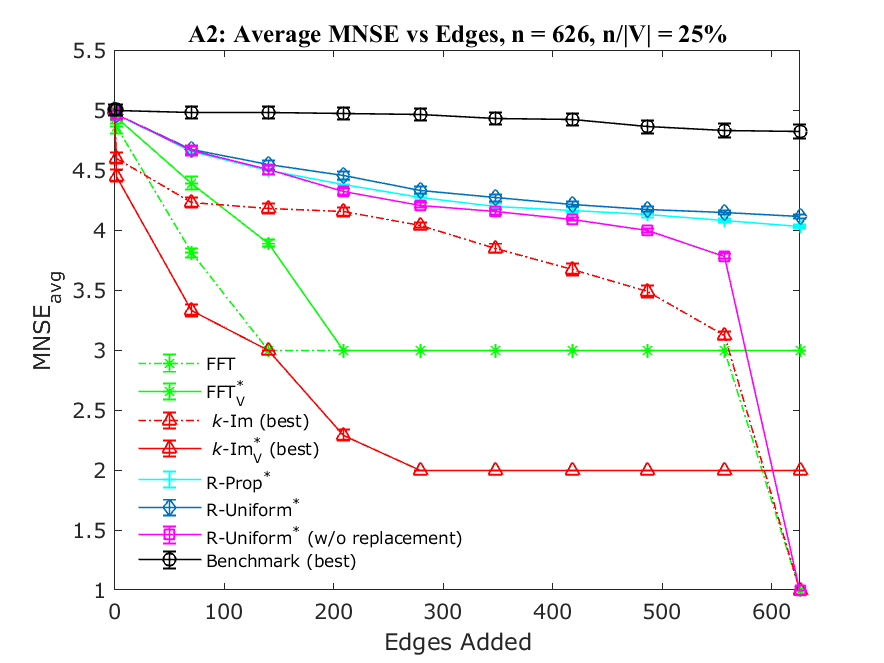 A2: Average MNSE vs Edges, n = 626, n/|V| = 25%
5.5
5
4.5
4
3.5
3
2.5
2
1.5
1
MNSE_avg
FFT
FFT*_V
k-Im (best)
k-Im*_V (best)
R-Prop*
R-Uniform*
R-Uniform* (w/o replacement)
Benchmark (best)
0 100 200 300 400 500 600
Edges Added